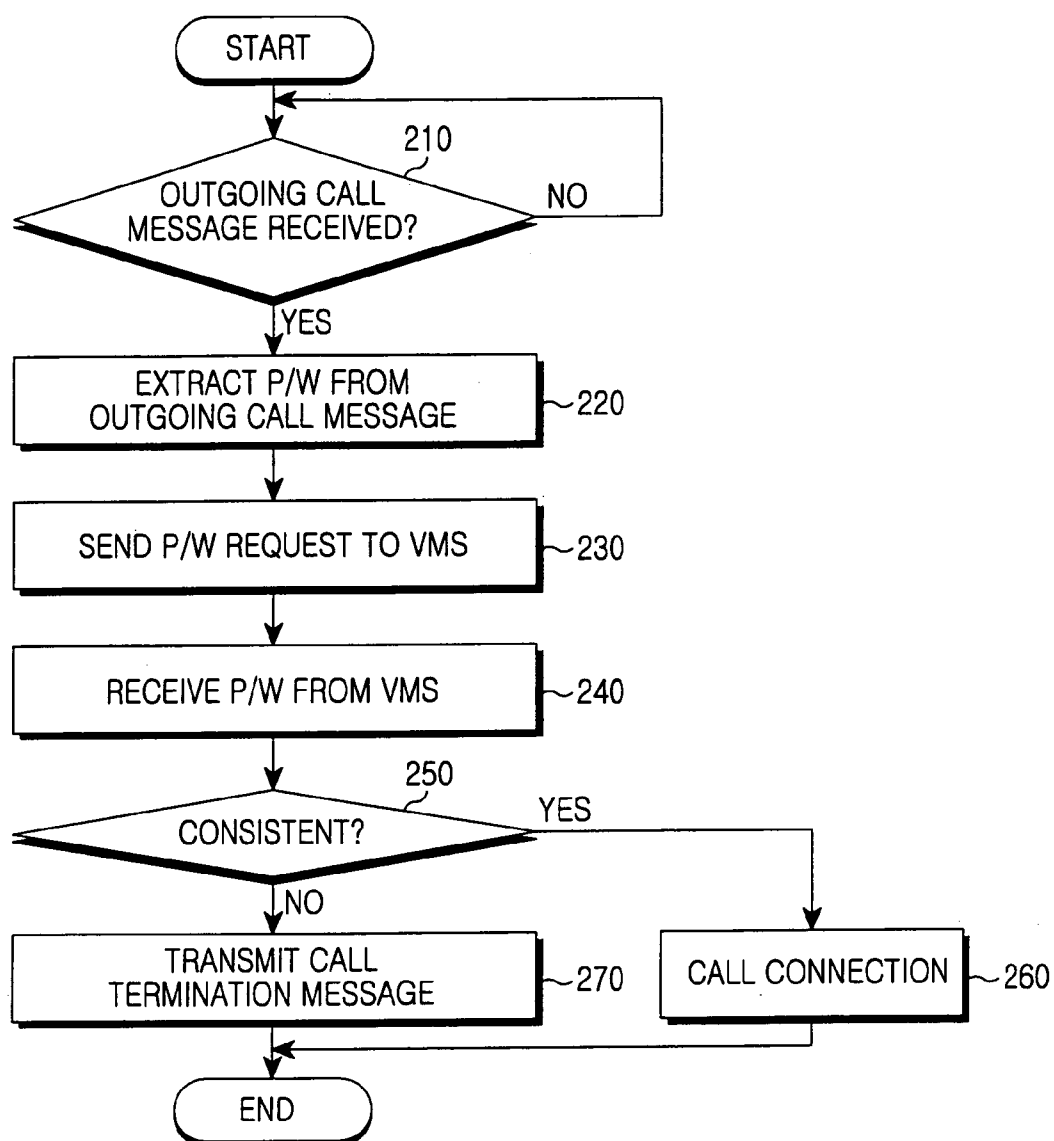 START
210
OUTGOING CALL
MESSAGE RECEIVED?
NO
YES
EXTRACT P/W FROM
OUTGOING CALL MESSAGE
220
SEND P/W REQUEST TO VMS
230
RECEIVE P/W FROM VMS
240
250
CONSISTENT?
YES
NO
TRANSMIT CALL
TERMINATION MESSAGE
270
CALL CONNECTION
260
END